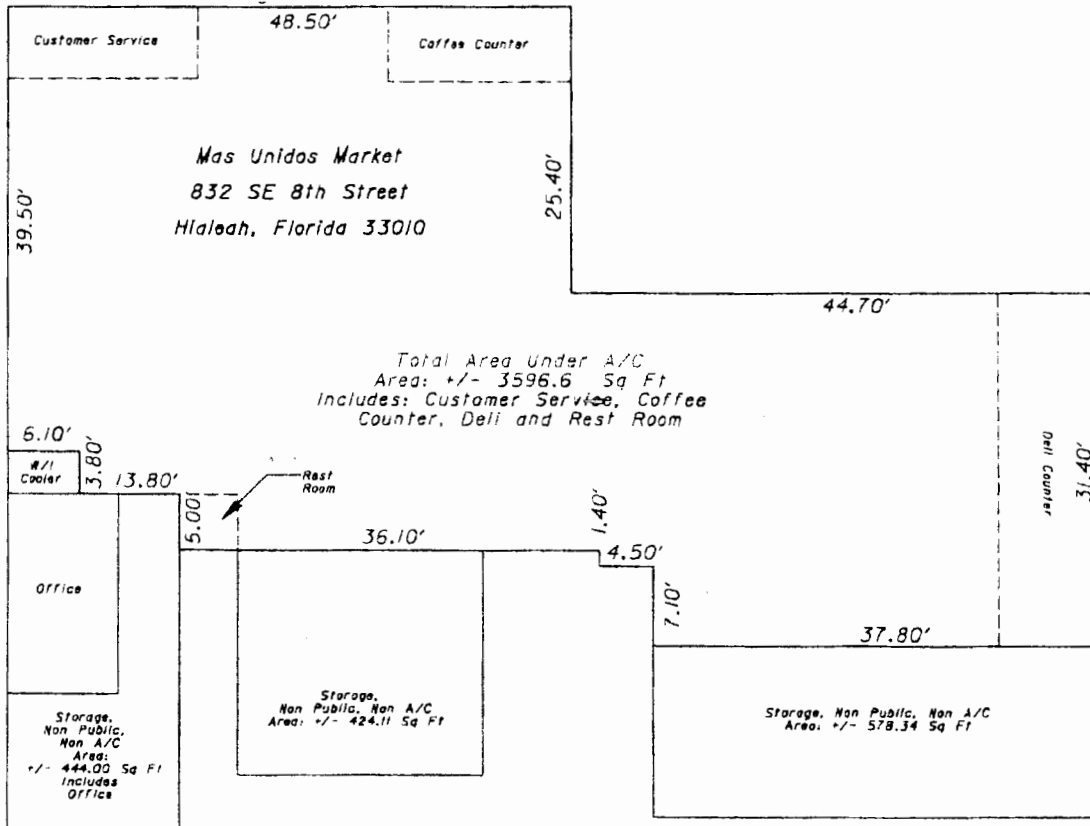 48.50'
Customer Service
Coffee Counter
Mas Unidos Market
832 SE 8th Street
Hialeah, Florida 33010
39.50'
25.40'
44.70'
Total Area Under A/C
Area: +/- 3596.6 Sq Ft
Includes: Customer Service, Coffee
Counter, Deli and Rest Room
6.10'
W/I
Cooler
3.80'
13.80'
Rest
Room
5.00'
36.10'
1.40'
4.50'
7.10'
Deli Counter
31.40'
37.80'
Office
Storage,
Non Public,
Non A/C
Area:
+/- 444.00 Sq Ft
Includes
Office
Storage,
Non Public, Non A/C
Area: +/- 424.11 Sq Ft
Storage, Non Public, Non A/C
Area: +/- 578.34 Sq Ft